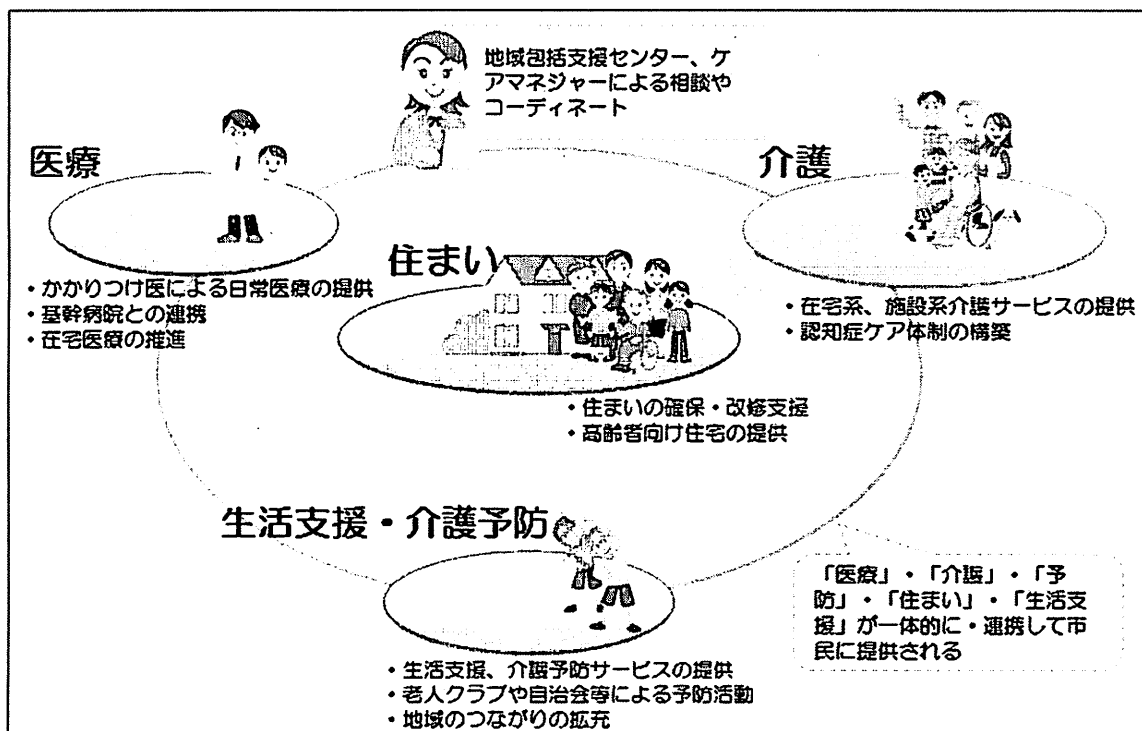 地域包括支援センター、ケ
アマネジャーによる相談や
コーディネート
医療
・かかりつけ医による日常医療の提供
・基幹病院との連携
・在宅医療の推進
介護
・在宅系、施設系介護サービスの提供
・認知症ケア体制の構築
住まい
・住まいの確保・改修支援
・高齢者向け住宅の提供
生活支援・介護予防
・生活支援、介護予防サービスの提供
・老人クラブや自治会等による予防活動
・地域のつながりの拡充
「医療」・「介護」・「予
防」・「住まい」・「生活支
援」が一体的に・連携して市
民に提供される